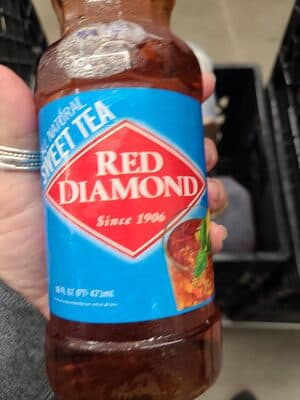 NATURAL
SWEET TEA
RED
DIAMOND
Since 1906
16 FL OZ (PT) 473mL